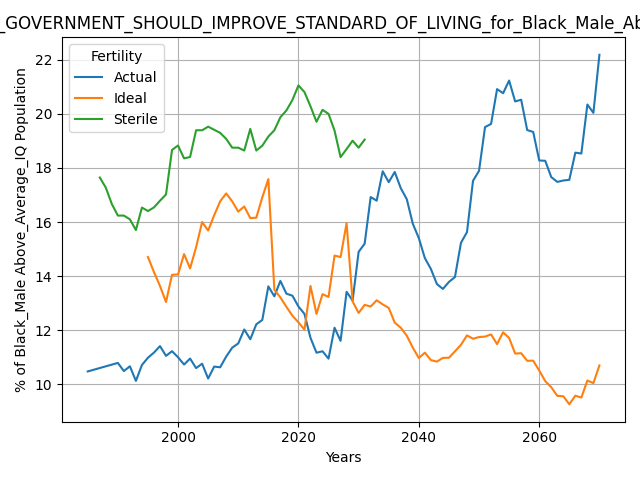 _GOVERNMENT_SHOULD_IMPROVE_STANDARD_OF_LIVING_for_Black_Male_Ab
Fertility
Actual
Ideal
Sterile
% of Black_Male Above_Average_IQ Population
22
20
18
16
14
12
10
2000 2020 2040 2060
Years